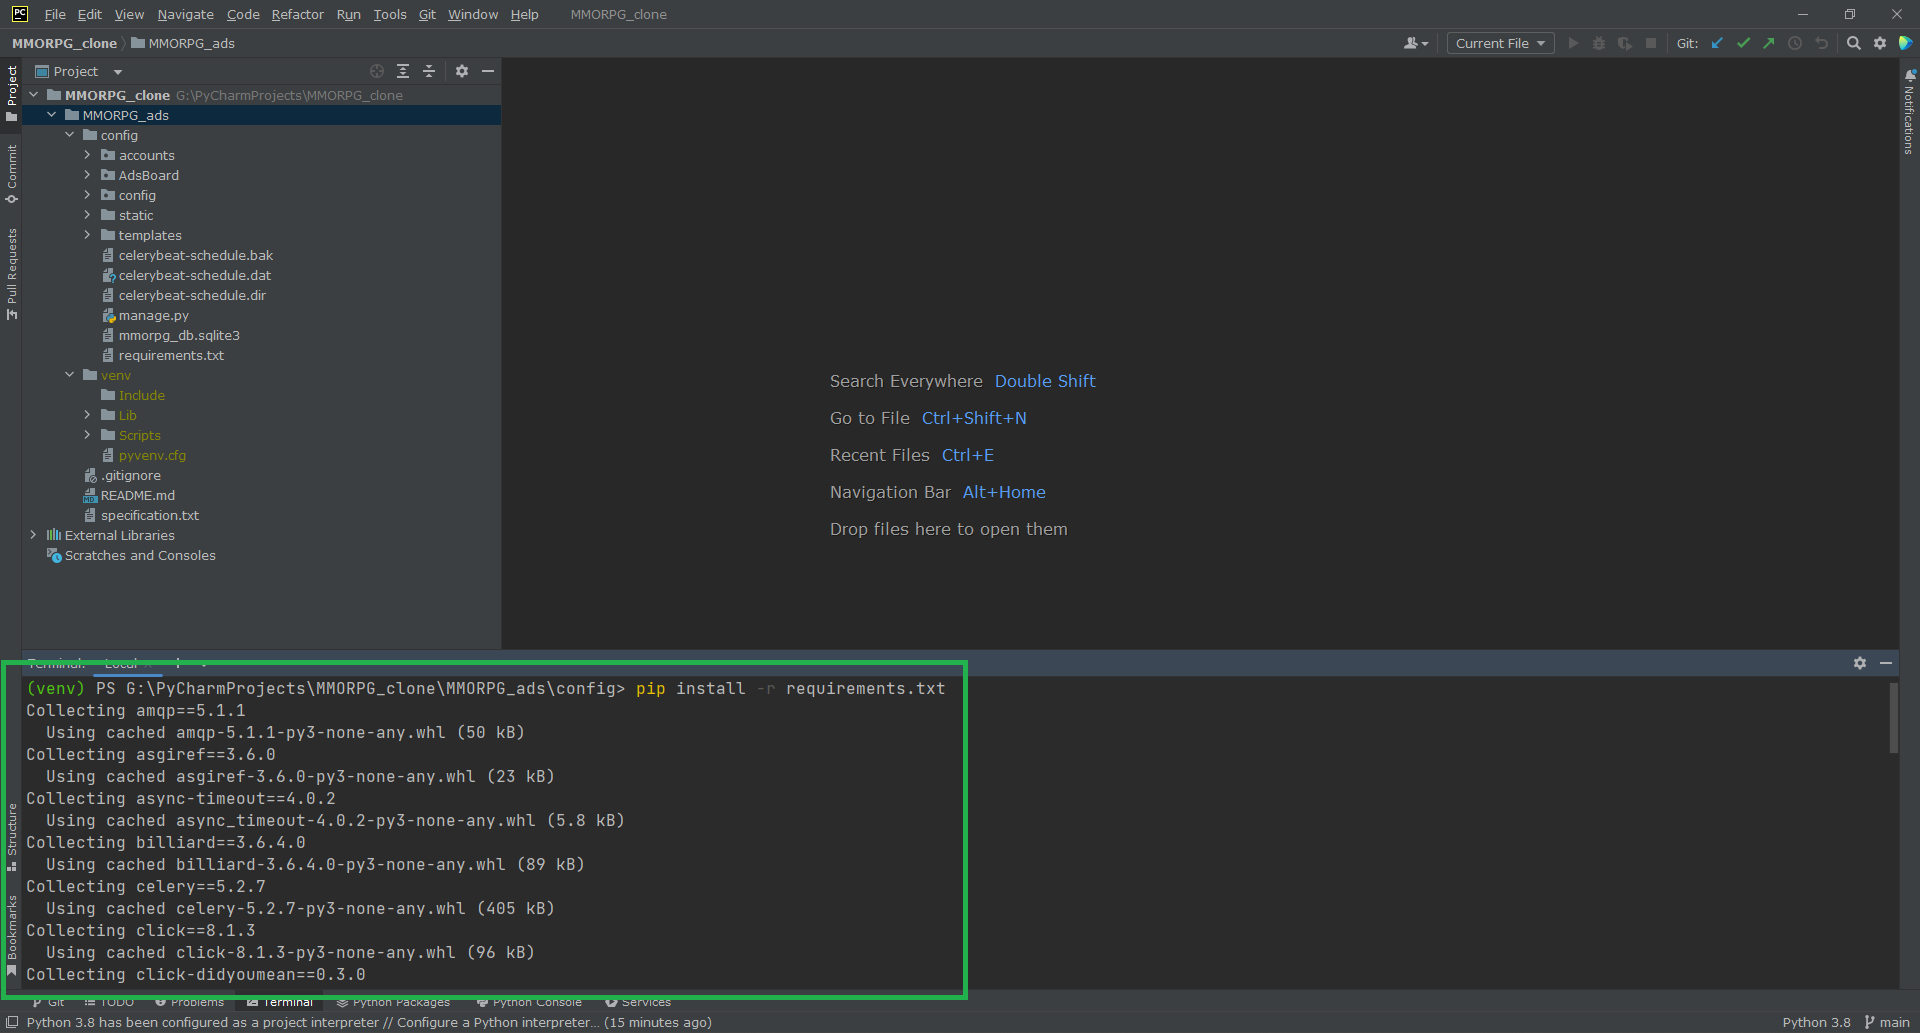 PC File Edit View Navigate Code Refactor Run Tools Git Window Help MMORPG_clone
MMORPG_clone MMORPG_ads Current File Git:
Project
MMORPG_clone G:\PyCharmProjects\MMORPG_clone
MMORPG_ads
config
accounts
AdsBoard
config
static
templates
celerybeat-schedule.bak
celerybeat-schedule.dat
celerybeat-schedule.dir
manage.py
mmorpg_db.sqlite3
requirements.txt
venv
Include
Lib
Scripts
pyvenv.cfg
.gitignore
README.md
specification.txt
External Libraries
Scratches and Consoles
Project
Commit
Pull Requests
Structure
Bookmarks
Notifications
Search Everywhere Double Shift
Go to File Ctrl+Shift+N
Recent Files Ctrl+E
Navigation Bar Alt+Home
Drop files here to open them
Terminal: Local
(venv) PS G:\PyCharmProjects\MMORPG_clone\MMORPG_ads\config> pip install -r requirements.txt
Collecting amqp==5.1.1
Using cached amqp-5.1.1-py3-none-any.whl (50 kB)
Collecting asgiref==3.6.0
Using cached asgiref-3.6.0-py3-none-any.whl (23 kB)
Collecting async-timeout==4.0.2
Using cached async_timeout-4.0.2-py3-none-any.whl (5.8 kB)
Collecting billiard==3.6.4.0
Using cached billiard-3.6.4.0-py3-none-any.whl (89 kB)
Collecting celery==5.2.7
Using cached celery-5.2.7-py3-none-any.whl (405 kB)
Collecting click==8.1.3
Using cached click-8.1.3-py3-none-any.whl (96 kB)
Collecting click-didyoumean==0.3.0
Git TODO Problems Terminal Python Packages Python Console Services
Python 3.8 has been configured as a project interpreter // Configure a Python interpreter... (15 minutes ago) Python 3.8 main